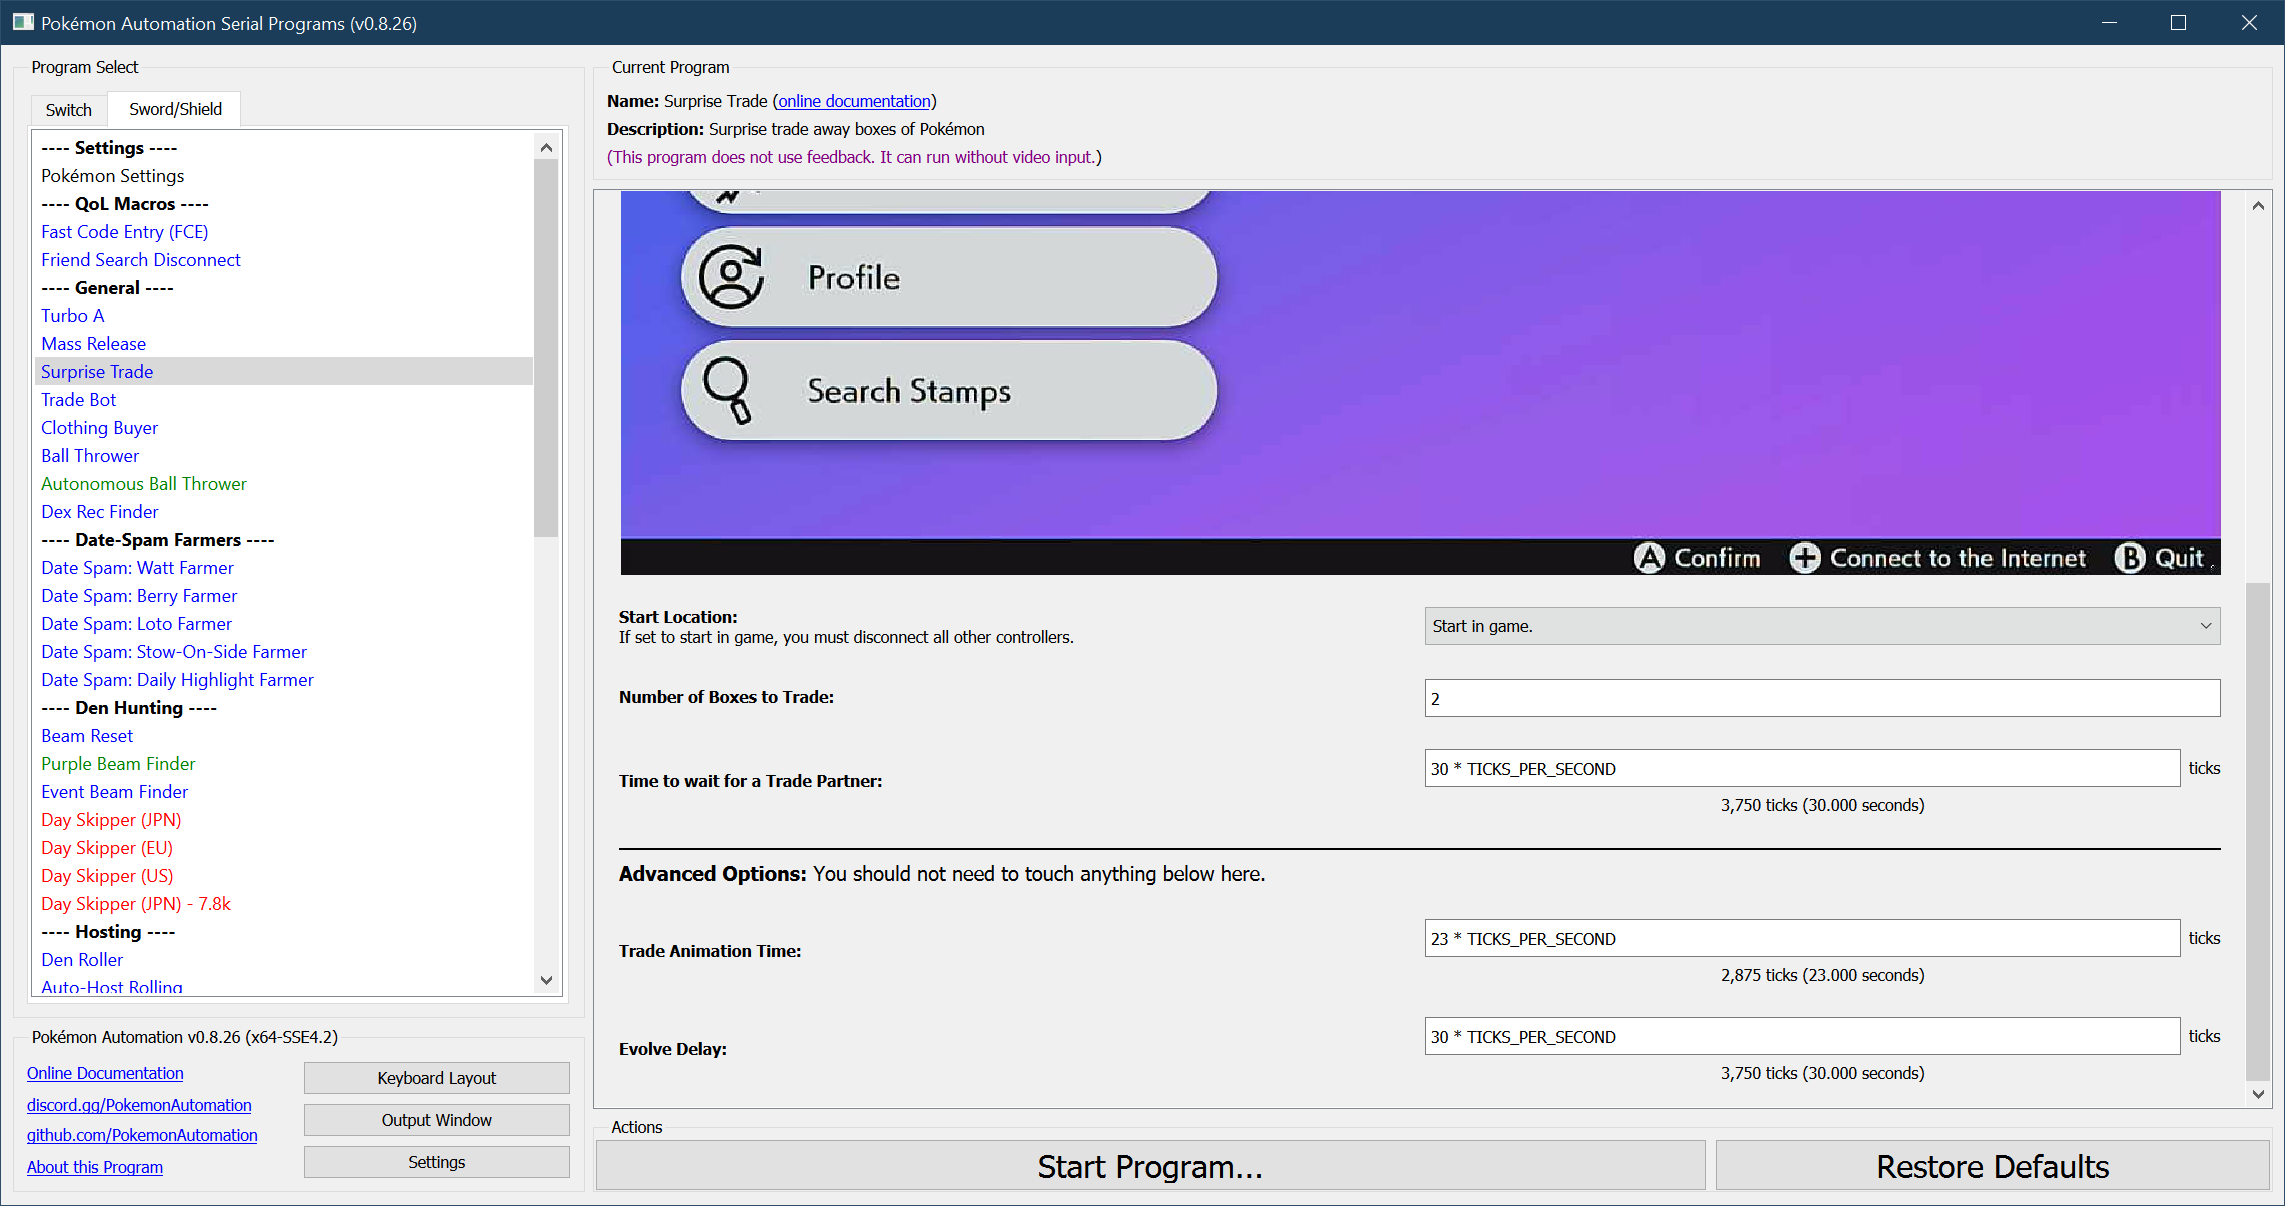 Pokémon Automation Serial Programs (v0.8.26)
Program Select
Switch
Sword/Shield
---- Settings ----
Pokémon Settings
---- QoL Macros ----
Fast Code Entry (FCE)
Friend Search Disconnect
---- General ----
Turbo A
Mass Release
Surprise Trade
Trade Bot
Clothing Buyer
Ball Thrower
Autonomous Ball Thrower
Dex Rec Finder
---- Date-Spam Farmers ----
Date Spam: Watt Farmer
Date Spam: Berry Farmer
Date Spam: Loto Farmer
Date Spam: Stow-On-Side Farmer
Date Spam: Daily Highlight Farmer
---- Den Hunting ----
Beam Reset
Purple Beam Finder
Event Beam Finder
Day Skipper (JPN)
Day Skipper (EU)
Day Skipper (US)
Day Skipper (JPN) - 7.8k
---- Hosting ----
Den Roller
Auto-Host Rolling
Pokémon Automation v0.8.26 (x64-SSE4.2)
Online Documentation
discord.gg/PokemonAutomation
github.com/PokemonAutomation
About this Program
Keyboard Layout
Output Window
Settings
Current Program
Name: Surprise Trade (online documentation)
Description: Surprise trade away boxes of Pokémon
(This program does not use feedback. It can run without video input.)
Profile
Search Stamps
A Confirm + Connect to the Internet B Quit
Start Location:
If set to start in game, you must disconnect all other controllers.
Start in game.
Number of Boxes to Trade:
2
Time to wait for a Trade Partner:
30 * TICKS_PER_SECOND
ticks
3,750 ticks (30.000 seconds)
Advanced Options: You should not need to touch anything below here.
Trade Animation Time:
23 * TICKS_PER_SECOND
ticks
2,875 ticks (23.000 seconds)
Evolve Delay:
30 * TICKS_PER_SECOND
ticks
3,750 ticks (30.000 seconds)
Actions
Start Program...
Restore Defaults